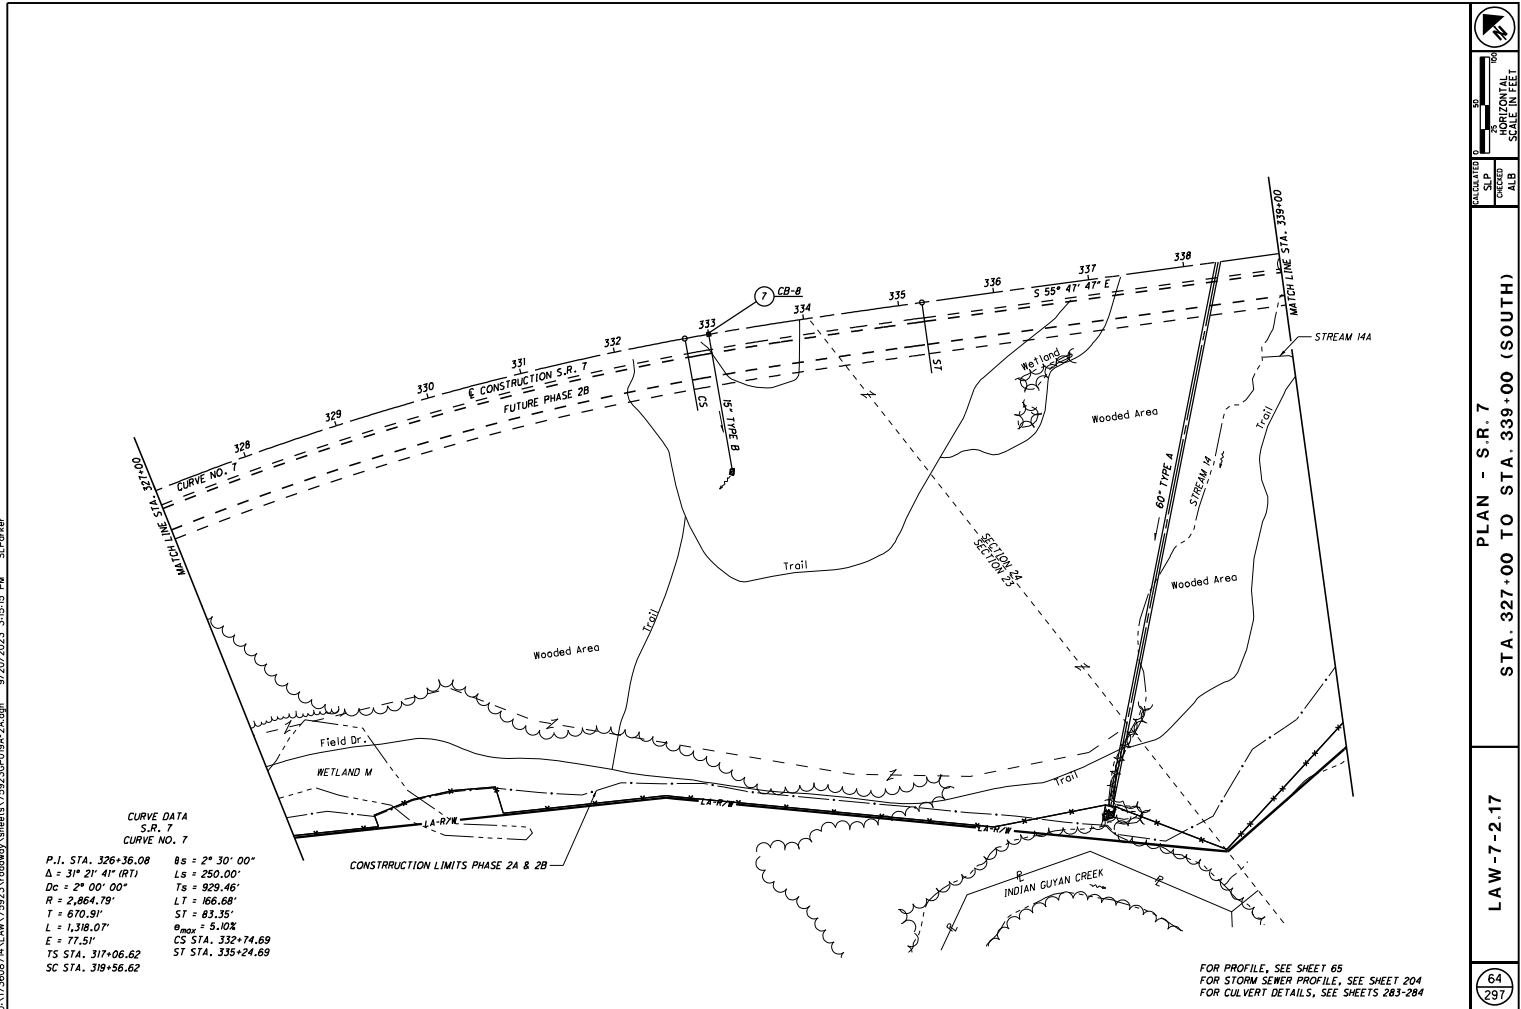 N
HORIZONTAL
SCALE IN FEET
0
25
50
100
CALCULATED
SLP
CHECKED
ALB
PLAN - S.R. 7
STA. 327+00 TO STA. 339+00 (SOUTH)
LAW-7-2.17
64
297
MATCH LINE STA. 327+00
328
329
330
331
332
333
334
335
336
337
338
MATCH LINE STA. 339+00
CURVE NO. 7
℄ CONSTRUCTION S.R. 7
FUTURE PHASE 2B
7
CB-8
S 55° 47' 47" E
CS
15" TYPE B
ST
Wetland
Wooded Area
STREAM 14A
Trail
60" TYPE A
STREAM 14
SECTION 24
SECTION 23
Trail
Wooded Area
Trail
Wooded Area
Field Dr.
WETLAND M
Trail
LA-R/W
LA-R/W
LA-R/W
CONSTRRUCTION LIMITS PHASE 2A & 2B
INDIAN GUYAN CREEK
℄
℄
℄
CURVE DATA
S.R. 7
CURVE NO. 7
P.I. STA. 326+36.08
Δ = 31° 21' 41" (RT)
Dc = 2° 00' 00"
R = 2,864.79'
T = 670.91'
L = 1,318.07'
E = 77.51'
TS STA. 317+06.62
SC STA. 319+56.62
θs = 2° 30' 00"
Ls = 250.00'
Ts = 929.46'
LT = 166.68'
ST = 83.35'
emax = 5.10%
CS STA. 332+74.69
ST STA. 335+24.69
FOR PROFILE, SEE SHEET 65
FOR STORM SEWER PROFILE, SEE SHEET 204
FOR CULVERT DETAILS, SEE SHEETS 283-284